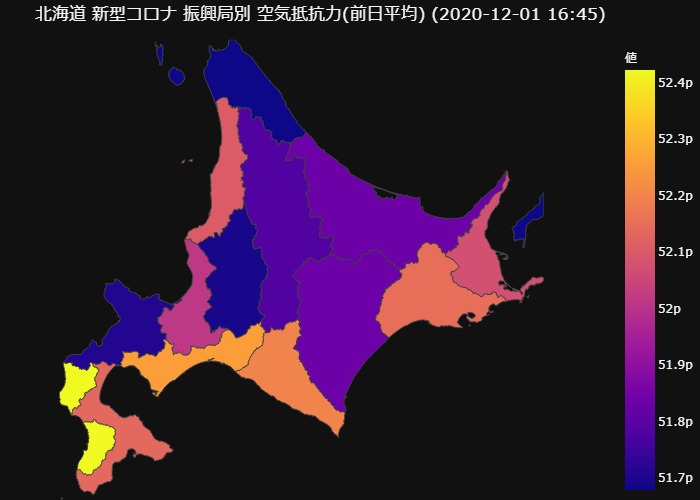 北海道 新型コロナ 振興局別 空気抵抗力(前日平均) (2020-12-01 16:45)
値
52.4p
52.3p
52.2p
52.1p
52p
51.9p
51.8p
51.7p